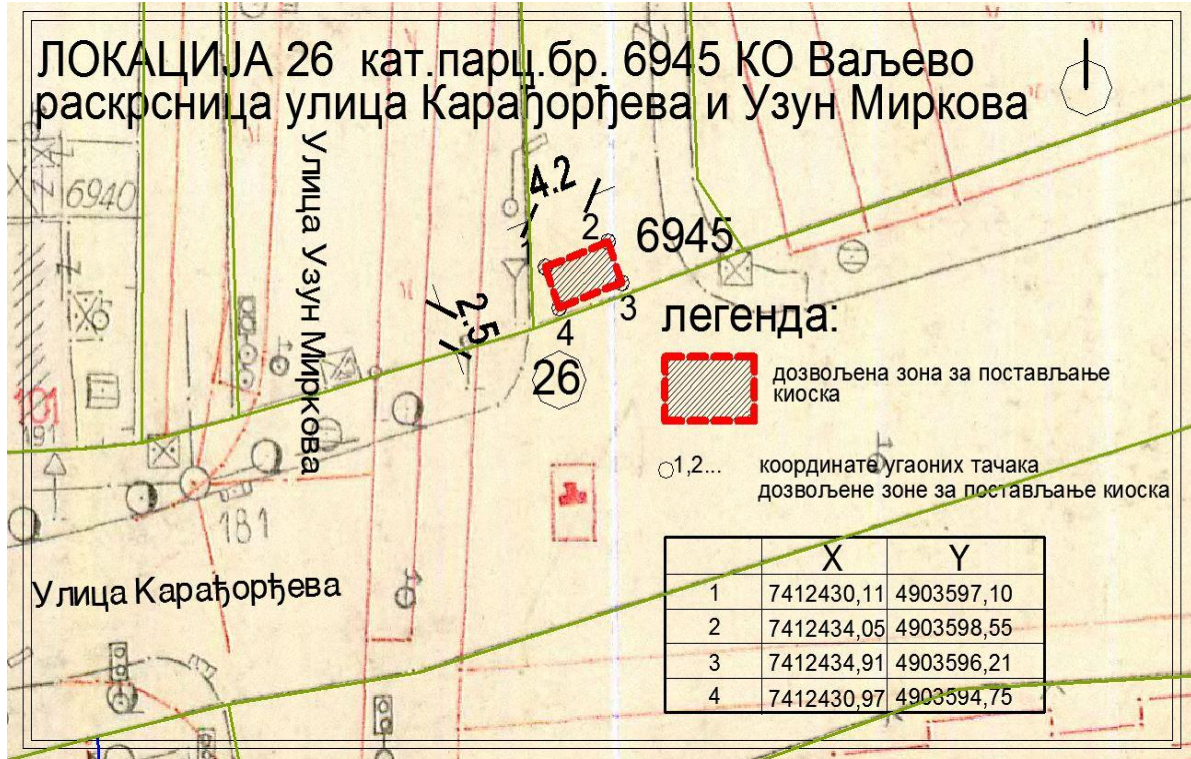 ЛОКАЦИЈА 26 кат.парц.бр. 6945 КО Ваљево
раскрсница улица Карађорђева и Узун Миркова
Улица Узун Миркова
6940
4.2
1
2
6945
3
4
2.5
26
легенда:
дозвољена зона за постављање
киоска
1,2... координате угаоних тачака
дозвољене зоне за постављање киоска
191
181
Улица Карађорђева
X Y
1 7412430,11 4903597,10
2 7412434,05 4903598,55
3 7412434,91 4903596,21
4 7412430,97 4903594,75